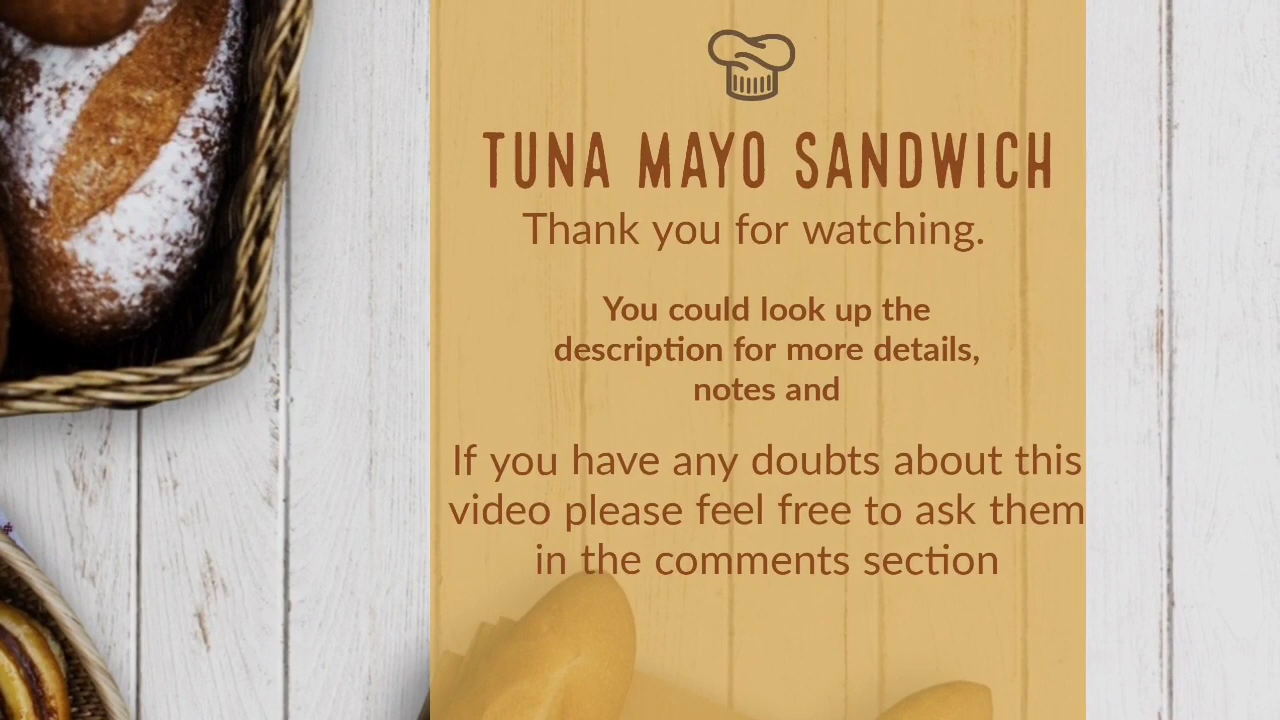 TUNA MAYO SANDWICH
Thank you for watching.
You could look up the
description for more details,
notes and
If you have any doubts about this
video please feel free to ask them
in the comments section